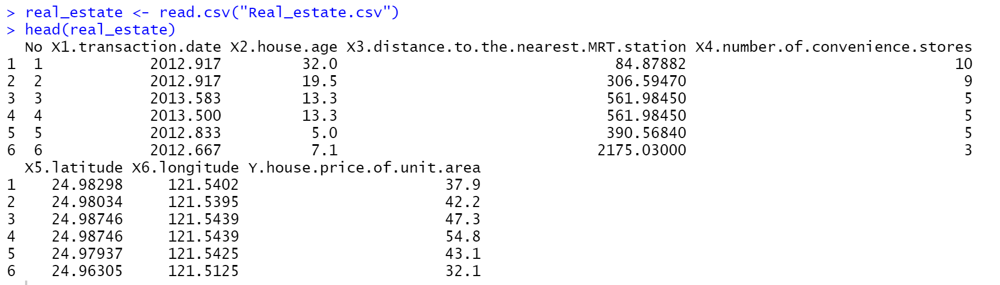 > real_estate <- read.csv("Real_estate.csv")
> head(real_estate)
  No X1.transaction.date X2.house.age X3.distance.to.the.nearest.MRT.station X4.number.of.convenience.stores
1  1            2012.917         32.0                               84.87882                              10
2  2            2012.917         19.5                              306.59470                               9
3  3            2013.583         13.3                              561.98450                               5
4  4            2013.500         13.3                              561.98450                               5
5  5            2012.833          5.0                              390.56840                               5
6  6            2012.667          7.1                             2175.03000                               3
  X5.latitude X6.longitude Y.house.price.of.unit.area
1    24.98298     121.5402                       37.9
2    24.98034     121.5395                       42.2
3    24.98746     121.5439                       47.3
4    24.98746     121.5439                       54.8
5    24.97937     121.5425                       43.1
6    24.96305     121.5125                       32.1